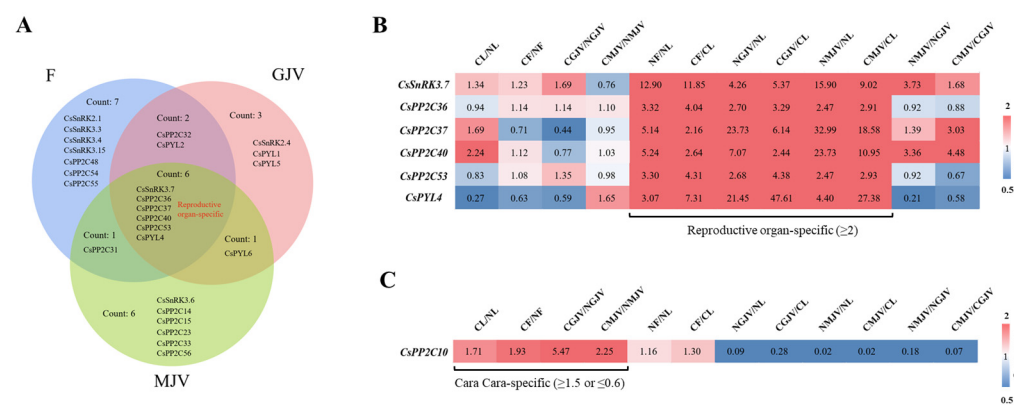 A
F
GJV
Count: 7
CsSnRK2.1
CsSnRK3.3
CsSnRK3.4
CsSnRK3.15
CsPP2C48
CsPP2C54
CsPP2C55
Count: 2
CsPP2C32
CsPYL2
Count: 3
CsSnRK2.4
CsPYL1
CsPYL5
Count: 6
CsSnRK3.7
CsPP2C36
CsPP2C37
CsPP2C40
CsPP2C53
CsPYL4
Reproductive
organ-specific
Count: 1
CsPP2C31
Count: 1
CsPYL6
Count: 6
CsSnRK3.6
CsPP2C14
CsPP2C15
CsPP2C23
CsPP2C33
CsPP2C56
MJV
B
CL/NL CF/NF CGJV/NGJV CMJV/NMJV NF/NL CF/CL NGJV/NL CGJV/CL NMJV/NL CMJV/CL NMJV/NGJV CMJV/CGJV
CsSnRK3.7 1.34 1.23 1.69 0.76 12.90 11.85 4.26 5.37 15.90 9.02 3.73 1.68
CsPP2C36 0.94 1.14 1.14 1.10 3.32 4.04 2.70 3.29 2.47 2.91 0.92 0.88
CsPP2C37 1.69 0.71 0.44 0.95 5.14 2.16 23.73 6.14 32.99 18.58 1.39 3.03
CsPP2C40 2.24 1.12 0.77 1.03 5.24 2.64 7.07 2.44 23.73 10.95 3.36 4.48
CsPP2C53 0.83 1.08 1.35 0.98 3.30 4.31 2.68 4.38 2.47 2.93 0.92 0.67
CsPYL4 0.27 0.63 0.59 1.65 3.07 7.31 21.45 47.61 4.40 27.38 0.21 0.58
Reproductive organ-specific (≥2)
2
1
0.5
C
CL/NL CF/NF CGJV/NGJV CMJV/NMJV NF/NL CF/CL NGJV/NL CGJV/CL NMJV/NL CMJV/CL NMJV/NGJV CMJV/CGJV
CsPP2C10 1.71 1.93 5.47 2.25 1.16 1.30 0.09 0.28 0.02 0.02 0.18 0.07
Cara Cara-specific (≥1.5 or ≤0.6)
2
1
0.5